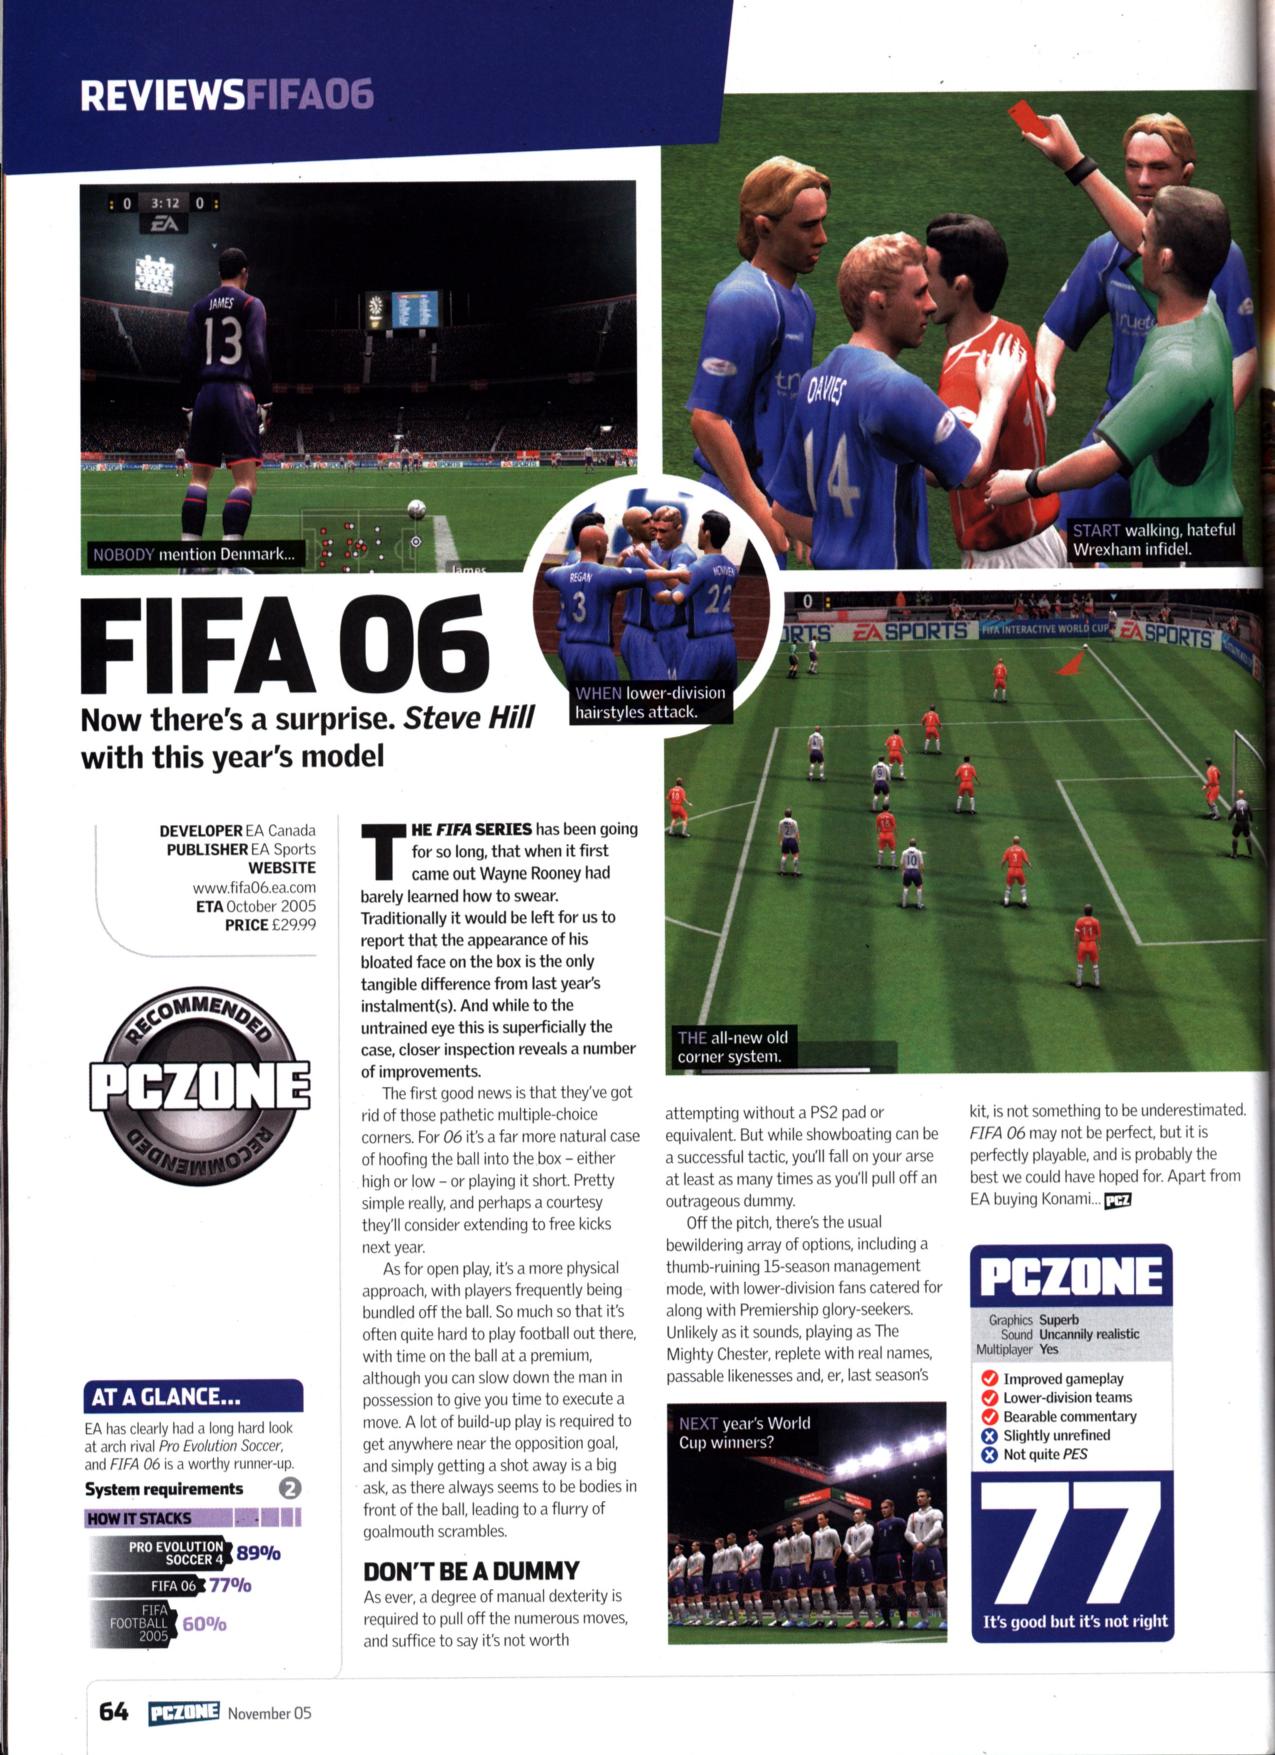 REVIEWSFIFA06
: 0 3:12 0 :
EA
JAMES
13
NOBODY mention Denmark...
James
DAVIES
14
START walking, hateful
Wrexham infidel.
REGAN
3
22
WHEN lower-division
hairstyles attack.
0 :
EA SPORTS
FIFA INTERACTIVE WORLD CUP
EA SPORTS
THE all-new old
corner system.
FIFA 06
Now there's a surprise. Steve Hill
with this year's model
DEVELOPER EA Canada
PUBLISHER EA Sports
WEBSITE
www.fifa06.ea.com
ETA October 2005
PRICE £29.99
RECOMMENDED
PCZONE
RECOMMENDED
AT A GLANCE...
EA has clearly had a long hard look
at arch rival Pro Evolution Soccer,
and FIFA 06 is a worthy runner-up.
System requirements 2
HOW IT STACKS
PRO EVOLUTION
SOCCER 4 89%
FIFA 06 77%
FIFA
FOOTBALL
2005 60%
THE FIFA SERIES has been going
for so long, that when it first
came out Wayne Rooney had
barely learned how to swear.
Traditionally it would be left for us to
report that the appearance of his
bloated face on the box is the only
tangible difference from last year's
instalment(s). And while to the
untrained eye this is superficially the
case, closer inspection reveals a number
of improvements.
The first good news is that they've got
rid of those pathetic multiple-choice
corners. For 06 it's a far more natural case
of hoofing the ball into the box – either
high or low – or playing it short. Pretty
simple really, and perhaps a courtesy
they'll consider extending to free kicks
next year.
As for open play, it's a more physical
approach, with players frequently being
bundled off the ball. So much so that it's
often quite hard to play football out there,
with time on the ball at a premium,
although you can slow down the man in
possession to give you time to execute a
move. A lot of build-up play is required to
get anywhere near the opposition goal,
and simply getting a shot away is a big
ask, as there always seems to be bodies in
front of the ball, leading to a flurry of
goalmouth scrambles.
DON'T BE A DUMMY
As ever, a degree of manual dexterity is
required to pull off the numerous moves,
and suffice to say it's not worth
attempting without a PS2 pad or
equivalent. But while showboating can be
a successful tactic, you'll fall on your arse
at least as many times as you'll pull off an
outrageous dummy.
Off the pitch, there's the usual
bewildering array of options, including a
thumb-ruining 15-season management
mode, with lower-division fans catered for
along with Premiership glory-seekers.
Unlikely as it sounds, playing as The
Mighty Chester, replete with real names,
passable likenesses and, er, last season's
NEXT year's World
Cup winners?
kit, is not something to be underestimated.
FIFA 06 may not be perfect, but it is
perfectly playable, and is probably the
best we could have hoped for. Apart from
EA buying Konami... PCZ
PCZONE
Graphics Superb
Sound Uncannily realistic
Multiplayer Yes
Improved gameplay
Lower-division teams
Bearable commentary
Slightly unrefined
Not quite PES
77
It's good but it's not right
64 PCZONE November 05